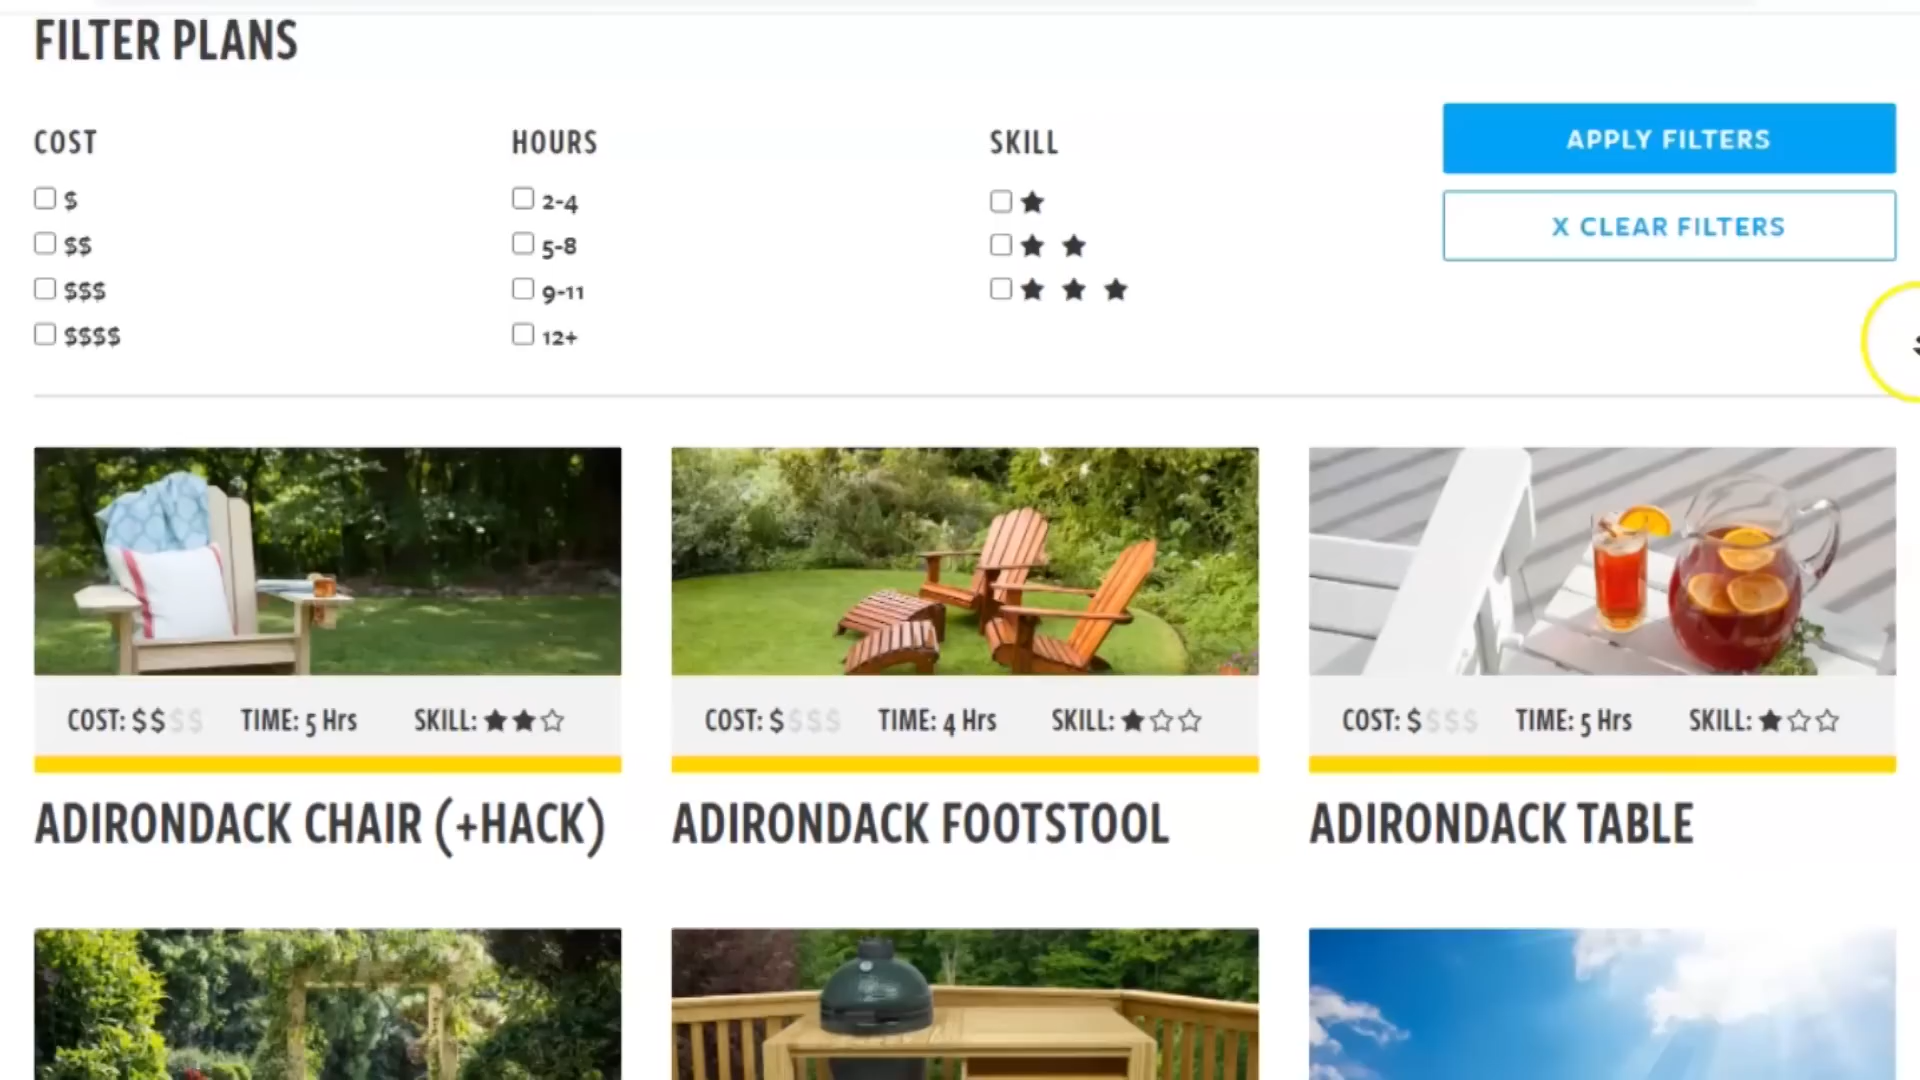 FILTER PLANS
COST
$
$$
$$$
$$$$
HOURS
2-4
5-8
9-11
12+
SKILL
APPLY FILTERS
X CLEAR FILTERS
COST: $$$$ TIME: 5 Hrs SKILL:
ADIRONDACK CHAIR (+HACK)
COST: $$$$ TIME: 4 Hrs SKILL:
ADIRONDACK FOOTSTOOL
COST: $$$$ TIME: 5 Hrs SKILL:
ADIRONDACK TABLE